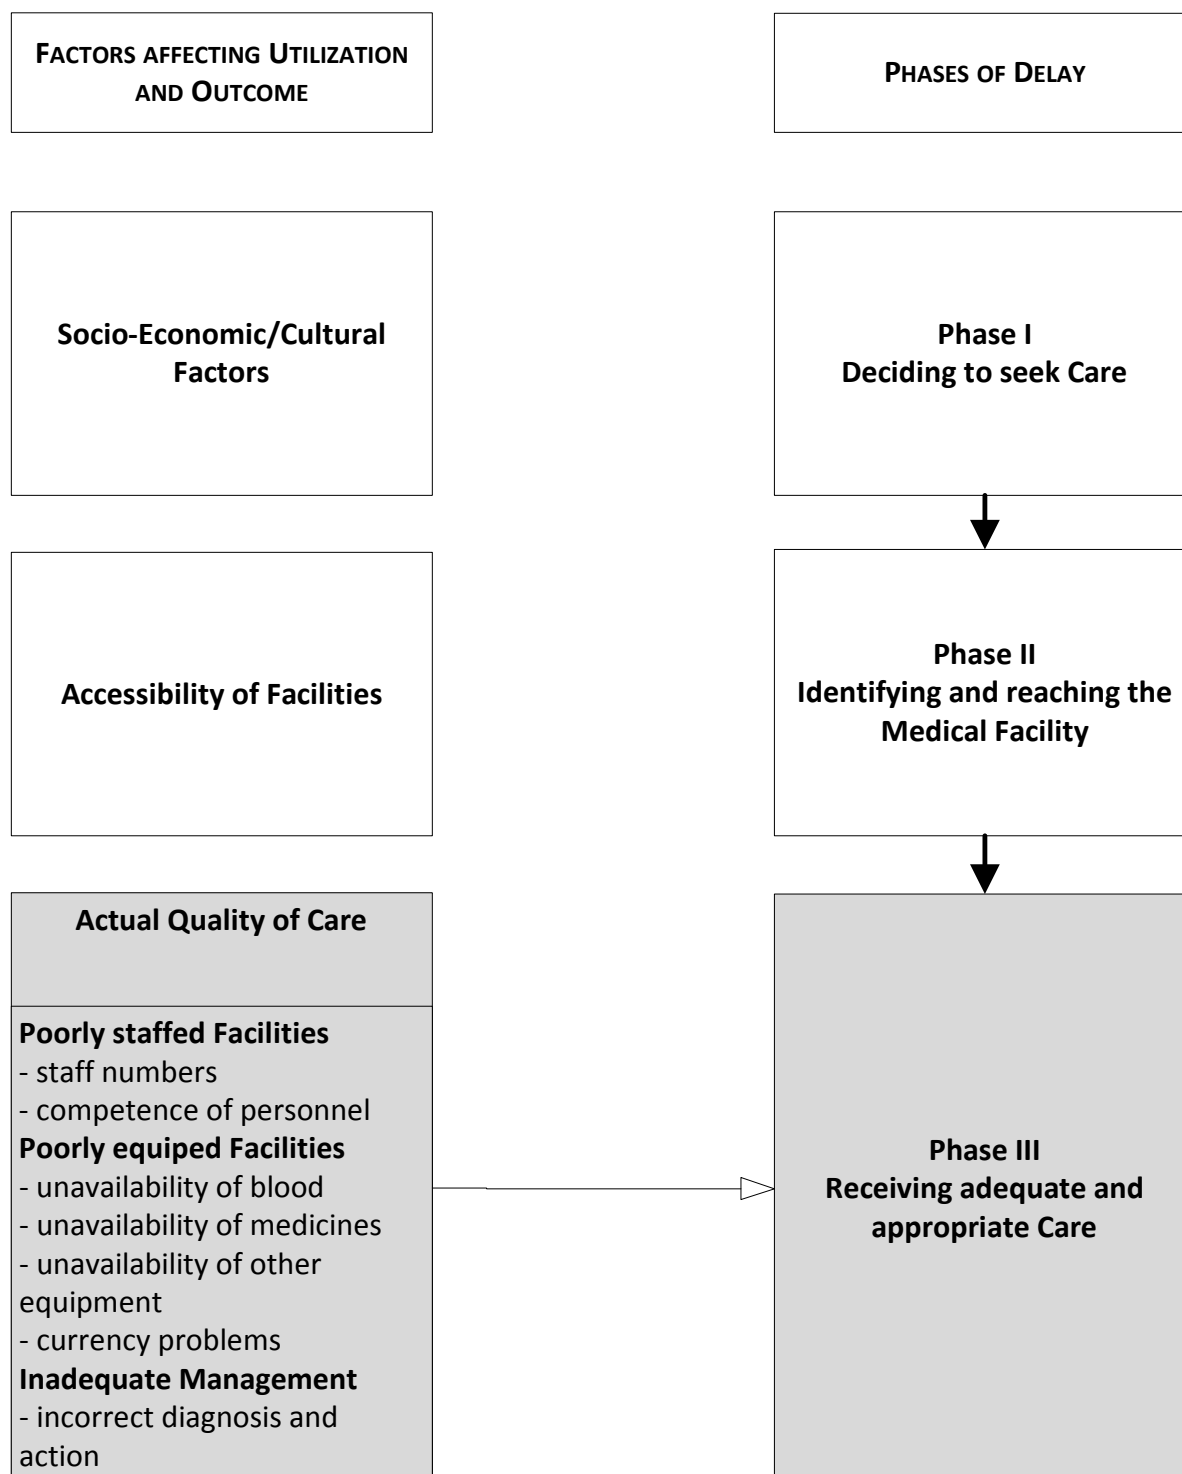 FACTORS AFFECTING UTILIZATION
AND OUTCOME
PHASES OF DELAY
Socio-Economic/Cultural
Factors
Phase I
Deciding to seek Care
Accessibility of Facilities
Phase II
Identifying and reaching the
Medical Facility
Actual Quality of Care
Poorly staffed Facilities
- staff numbers
- competence of personnel
Poorly equiped Facilities
- unavailability of blood
- unavailability of medicines
- unavailability of other
equipment
- currency problems
Inadequate Management
- incorrect diagnosis and
action
Phase III
Receiving adequate and
appropriate Care